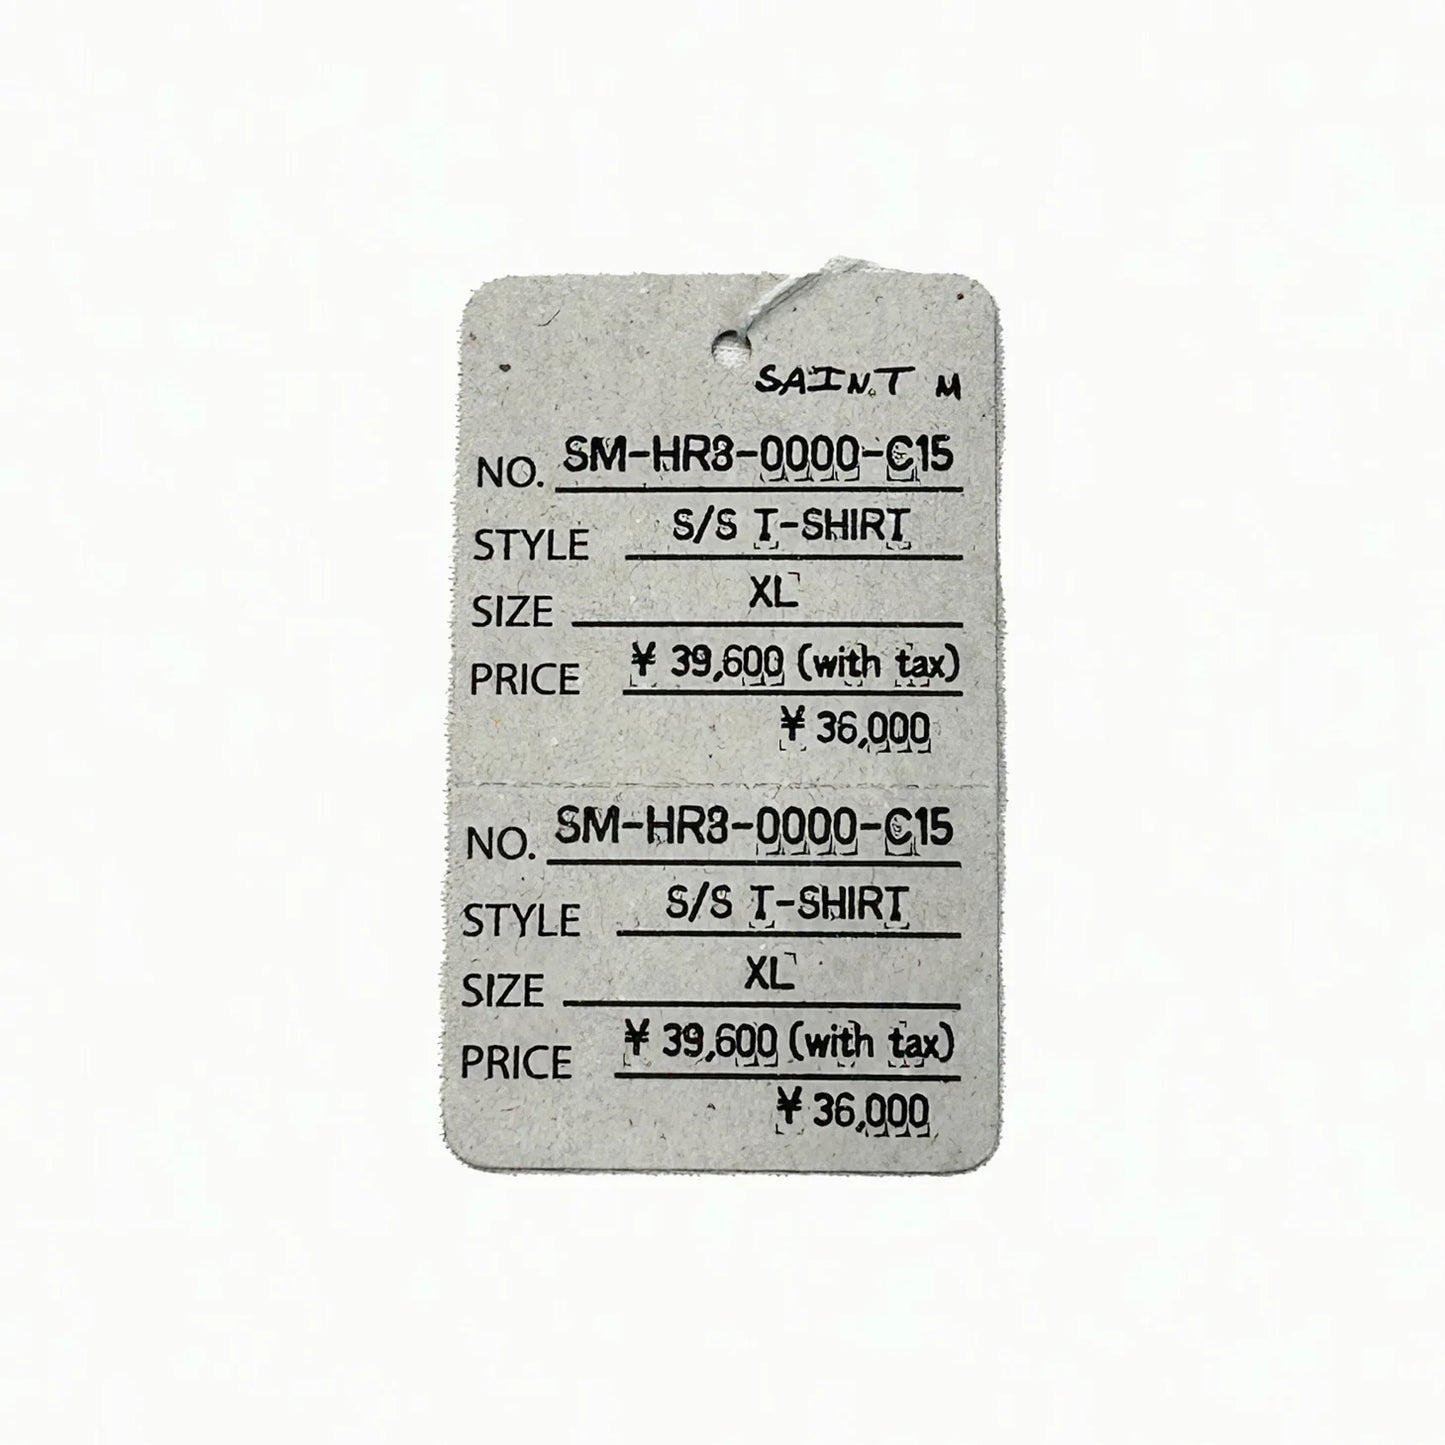 SAINT M
NO. SM-HR3-0000-C15
STYLE S/S T-SHIRT
SIZE XL
PRICE ¥ 39,600 (with tax)
¥ 36,000
NO. SM-HR3-0000-C15
STYLE S/S T-SHIRT
SIZE XL
PRICE ¥ 39,600 (with tax)
¥ 36,000